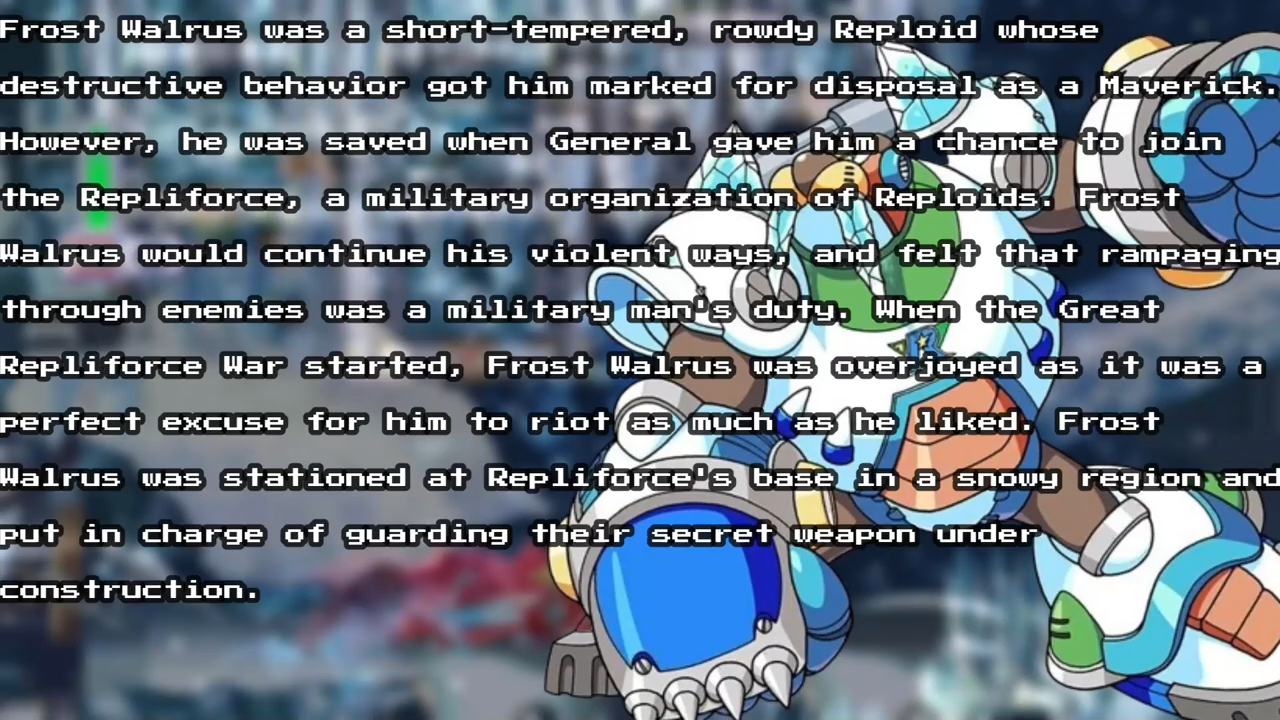 Frost Walrus was a short-tempered, rowdy Reploid whose
destructive behavior got him marked for disposal as a Maverick.
However, he was saved when General gave him a chance to join
the Repliforce, a military organization of Reploids. Frost
Walrus would continue his violent ways, and felt that rampaging
through enemies was a military man's duty. When the Great
Repliforce War started, Frost Walrus was overjoyed as it was a
perfect excuse for him to riot as much as he liked. Frost
Walrus was stationed at Repliforce's base in a snowy region and
put in charge of guarding their secret weapon under
construction.